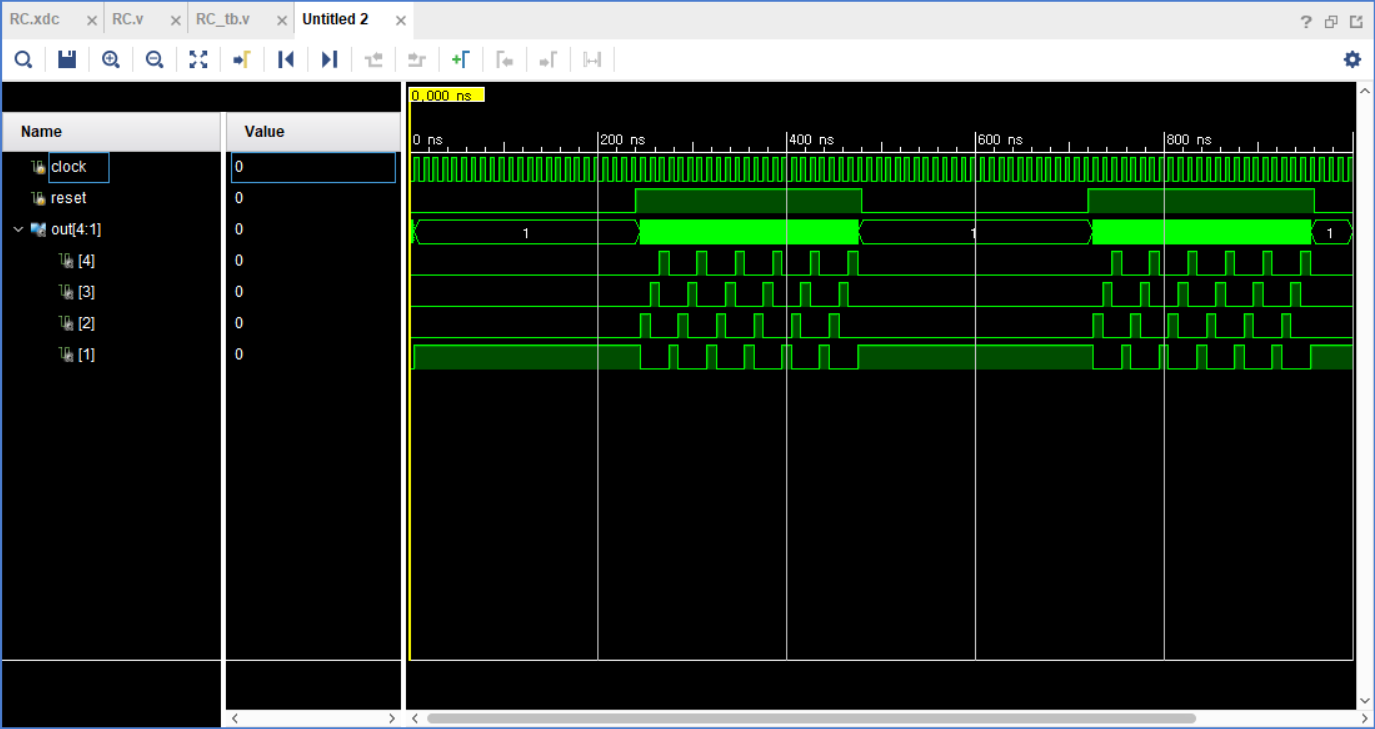 RC.xdc RC.v RC_tb.v Untitled 2
0,000 ns
Name Value
0 ns 200 ns 400 ns 600 ns 800 ns
clock 0
reset 0
out[4:1] 0 1 1 1
[4] 0
[3] 0
[2] 0
[1] 0